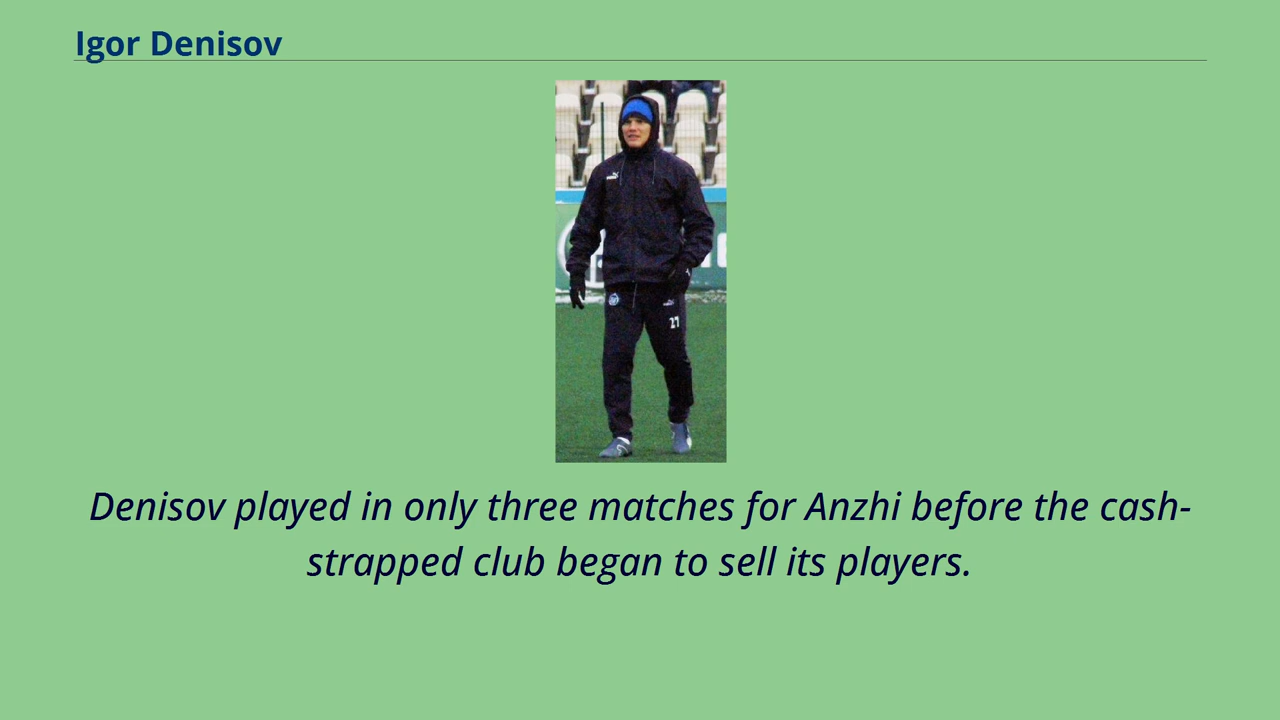 Igor Denisov
27
Denisov played in only three matches for Anzhi before the cash-
strapped club began to sell its players.